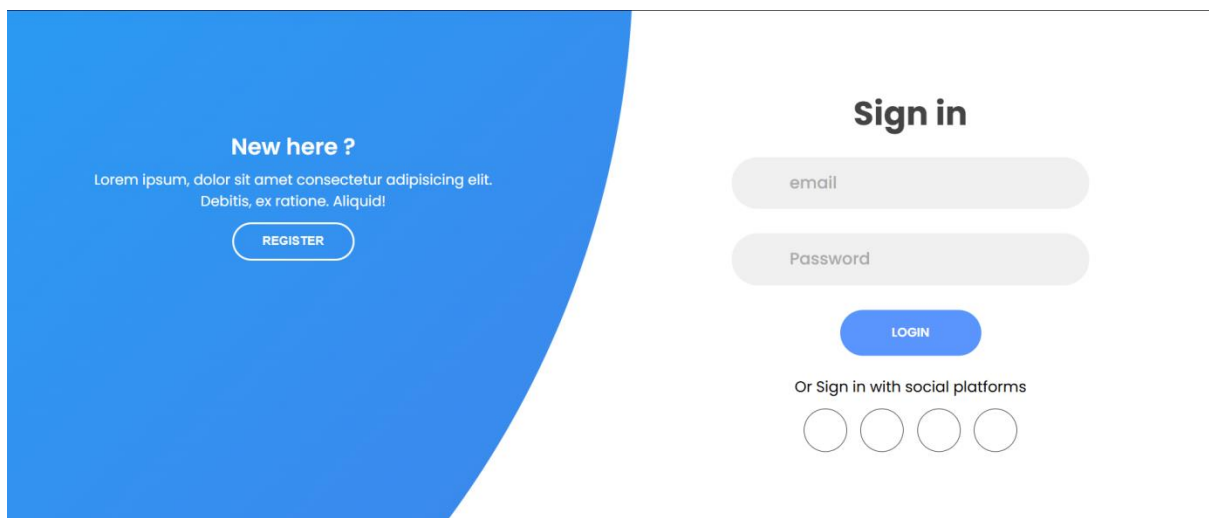 New here ?
Lorem ipsum, dolor sit amet consectetur adipisicing elit.
Debitis, ex ratione. Aliquid!
REGISTER
Sign in
email
Password
LOGIN
Or Sign in with social platforms